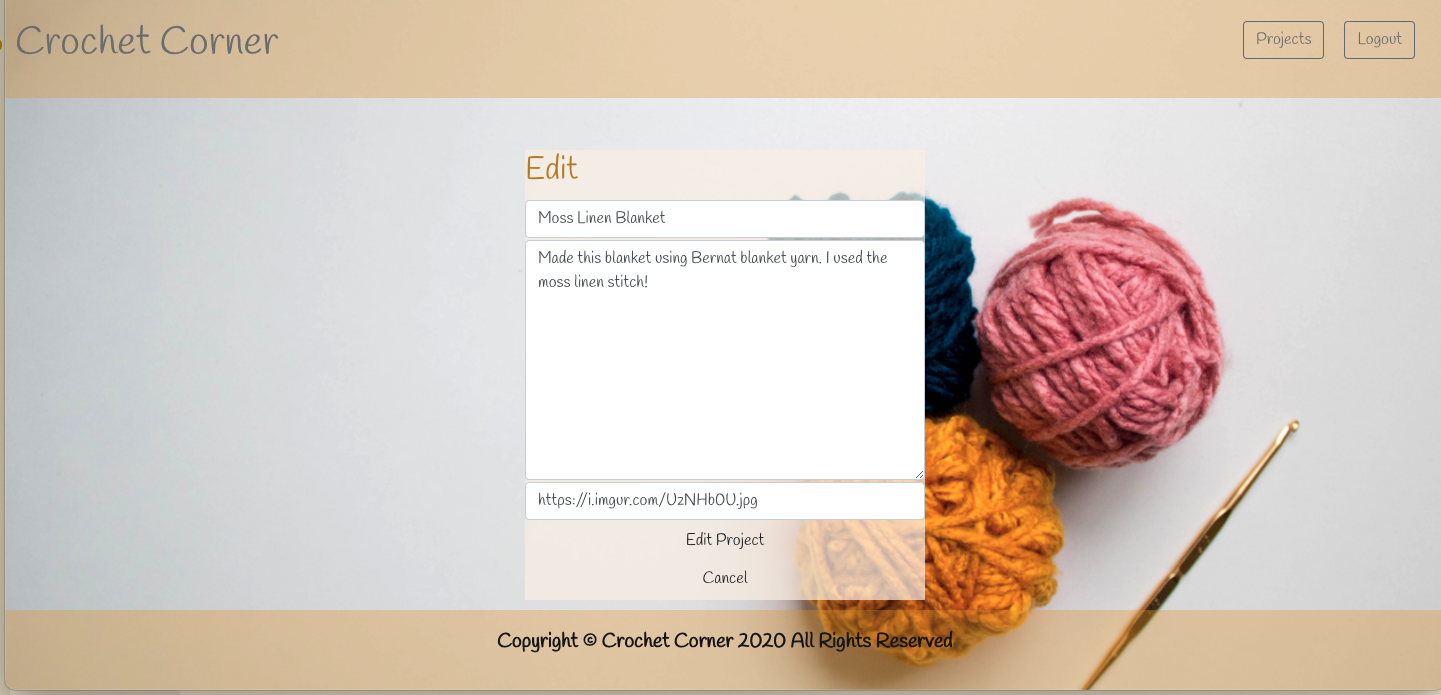 Crochet Corner
Projects
Logout
Edit
Moss Linen Blanket
Made this blanket using Bernat blanket yarn. I used the
moss linen stitch!
https://i.imgur.com/UzNHb0U.jpg
Edit Project
Cancel
Copyright © Crochet Corner 2020 All Rights Reserved